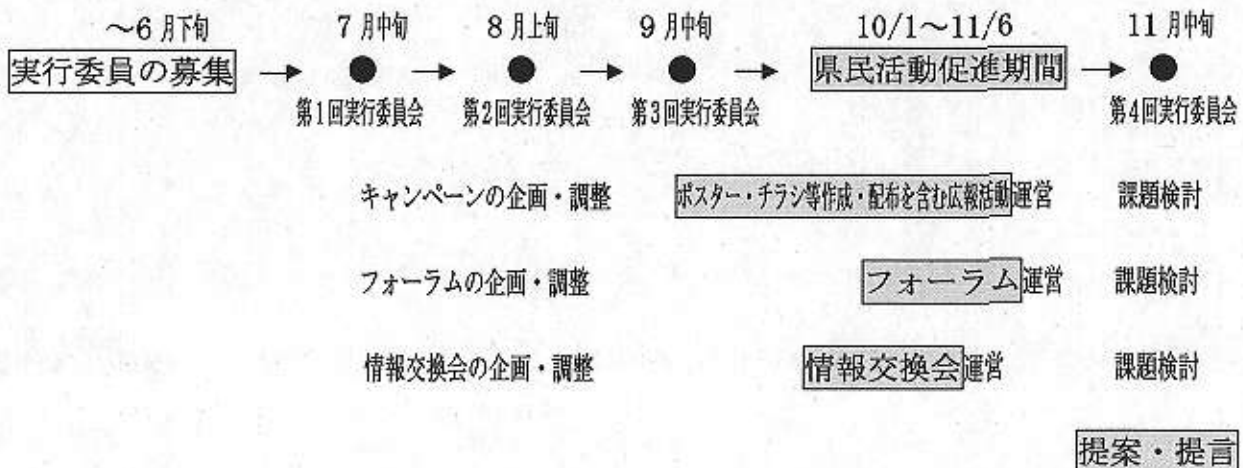 ～6月下旬 7月中旬 8月上旬 9月中旬 10/1～11/6 11月中旬
実行委員の募集 → ● → ● → ● → 県民活動促進期間 → ●
第1回実行委員会 第2回実行委員会 第3回実行委員会 第4回実行委員会
キャンペーンの企画・調整 ポスター・チラシ等作成・配布を含む広報活動運営 課題検討
フォーラムの企画・調整 フォーラム運営 課題検討
情報交換会の企画・調整 情報交換会運営 課題検討
提案・提言